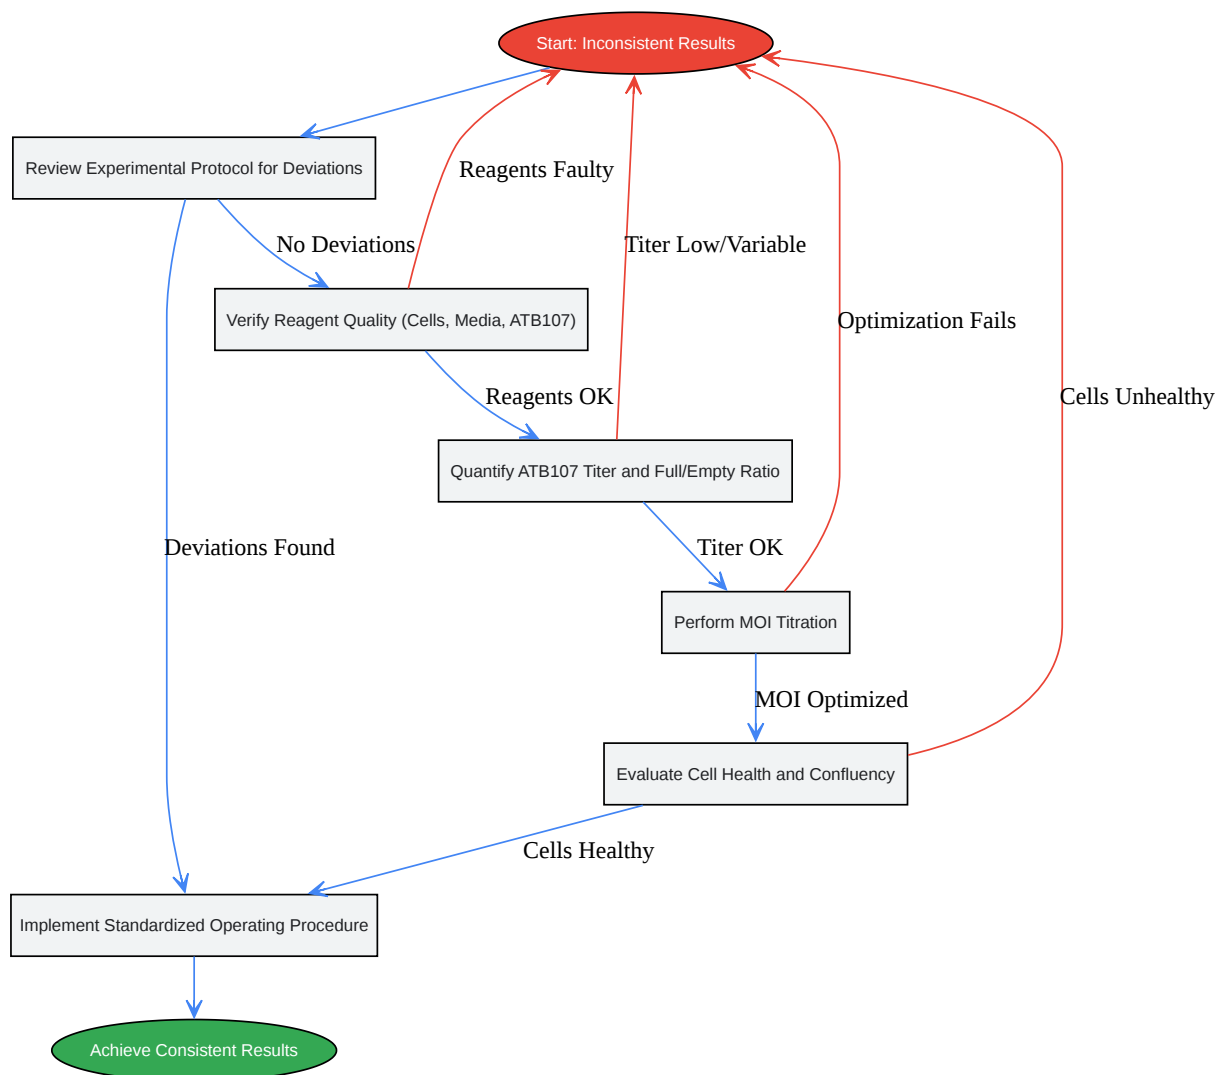 Start: Inconsistent Results
Review Experimental Protocol for Deviations
Reagents Faulty
No Deviations
Titer Low/Variable
Verify Reagent Quality (Cells, Media, ATB107)
Optimization Fails
Reagents OK
Cells Unhealthy
Quantify ATB107 Titer and Full/Empty Ratio
Deviations Found
Titer OK
Perform MOI Titration
MOI Optimized
Evaluate Cell Health and Confluency
Cells Healthy
Implement Standardized Operating Procedure
Achieve Consistent Results